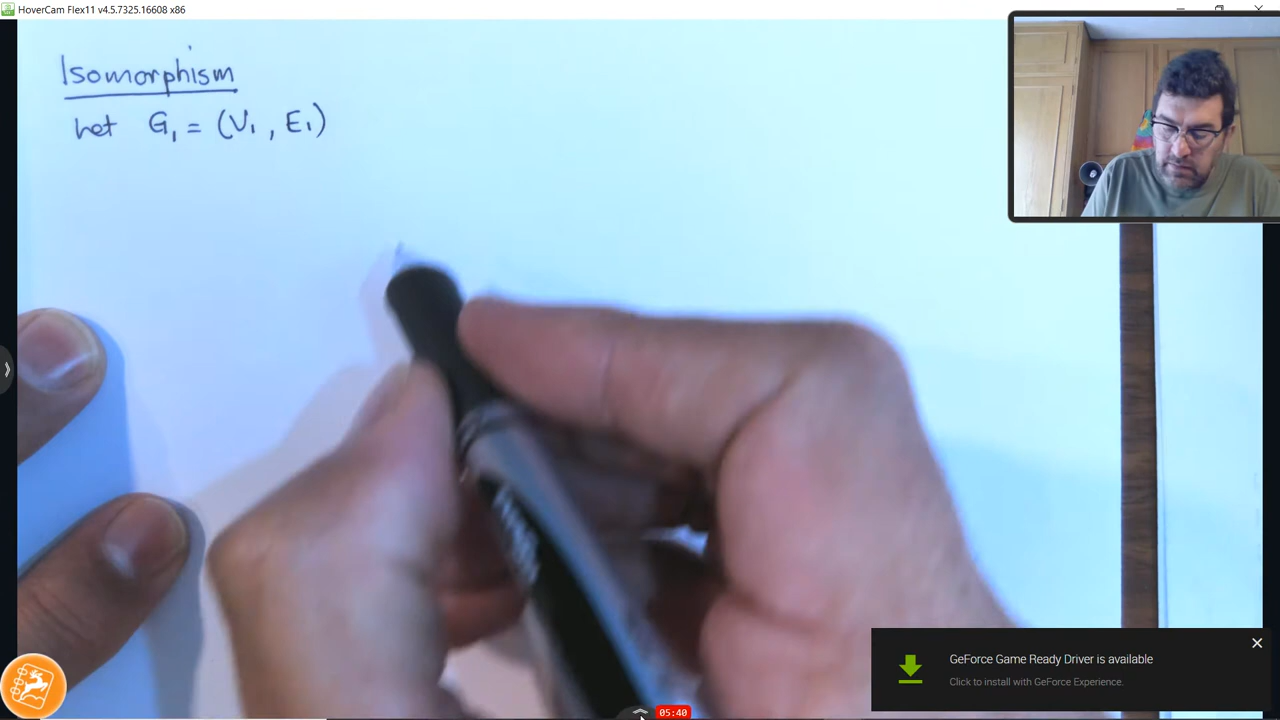 HoverCam Flex11 v4.5.7325.16608 x86
Isomorphism
Let G₁ = (V₁ , E₁)
GeForce Game Ready Driver is available
Click to install with GeForce Experience.
05:40